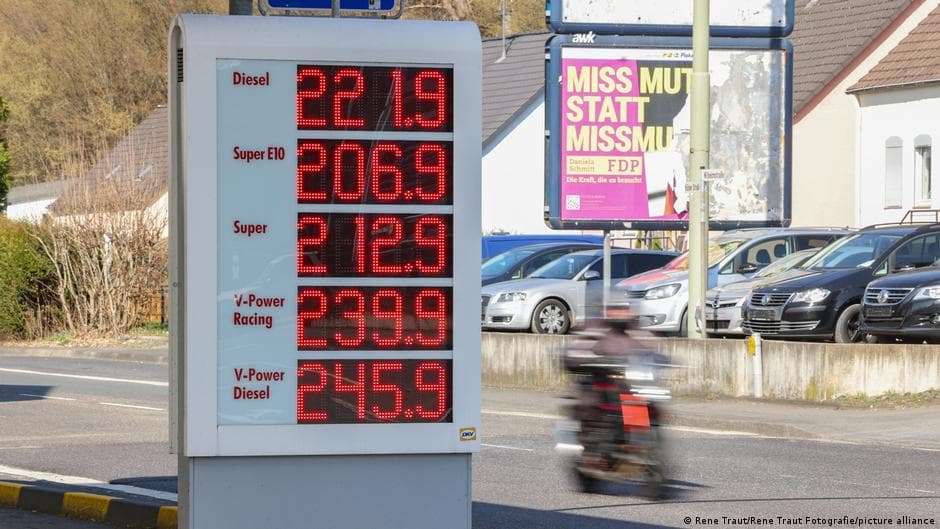 Diesel
221.9
Super E10
206.9
Super
212.9
V-Power
Racing
239.9
V-Power
Diesel
245.9
DKV
awk
MISS MUT
STATT
MISSMU
Daniela
Schmitt
FDP
Die Kraft, die es braucht
© Rene Traut/Rene Traut Fotografie/picture alliance